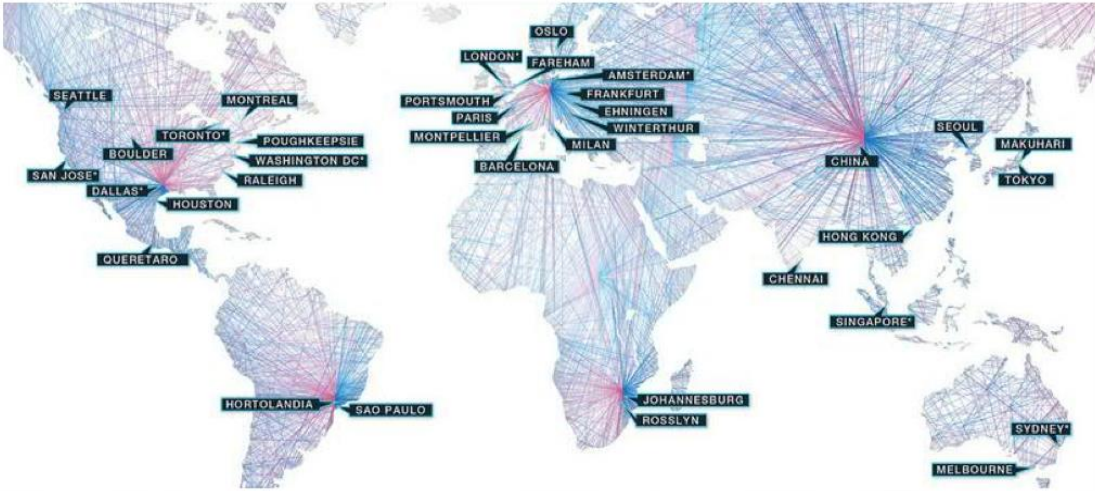 OSLO
LONDON*
FAREHAM
AMSTERDAM*
SEATTLE
MONTREAL
PORTSMOUTH
FRANKFURT
PARIS
EHNINGEN
TORONTO*
POUGHKEEPSIE
MONTPELLIER
WINTERTHUR
SEOUL
MAKUHARI
BOULDER
WASHINGTON DC*
MILAN
BARCELONA
CHINA
SAN JOSE*
RALEIGH
TOKYO
DALLAS*
HOUSTON
HONG KONG
QUERETARO
CHENNAI
SINGAPORE*
HORTOLANDIA
SAO PAULO
JOHANNESBURG
ROSSLYN
SYDNEY*
MELBOURNE